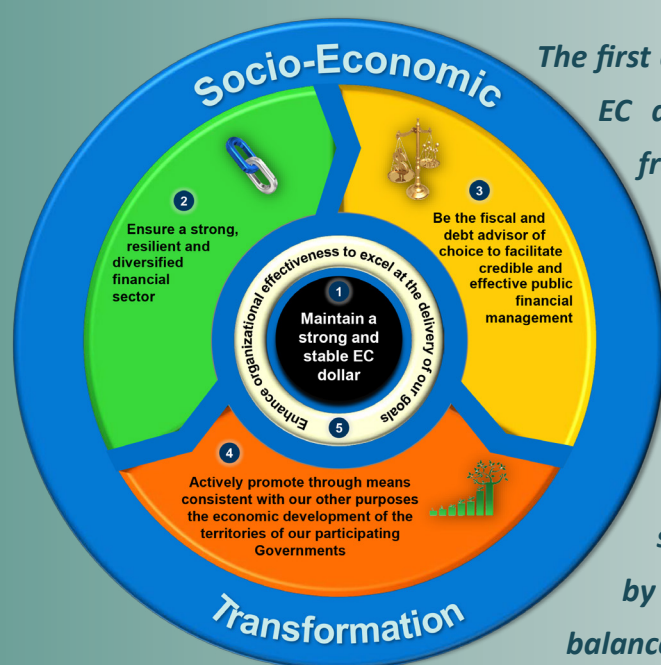 Socio-Economic
The first
EC
2
Ensure a strong,
resilient and
diversified
financial
sector
3
Be the fiscal and
debt advisor of
choice to facilitate
credible and
effective public
financial
management
1
Maintain a
strong and
stable EC
dollar
Enhance organizational effectiveness to excel at the delivery of our goals
5
4
Actively promote through means
consistent with our other purposes
the economic development of the
territories of our participating
Governments
by
Transformation